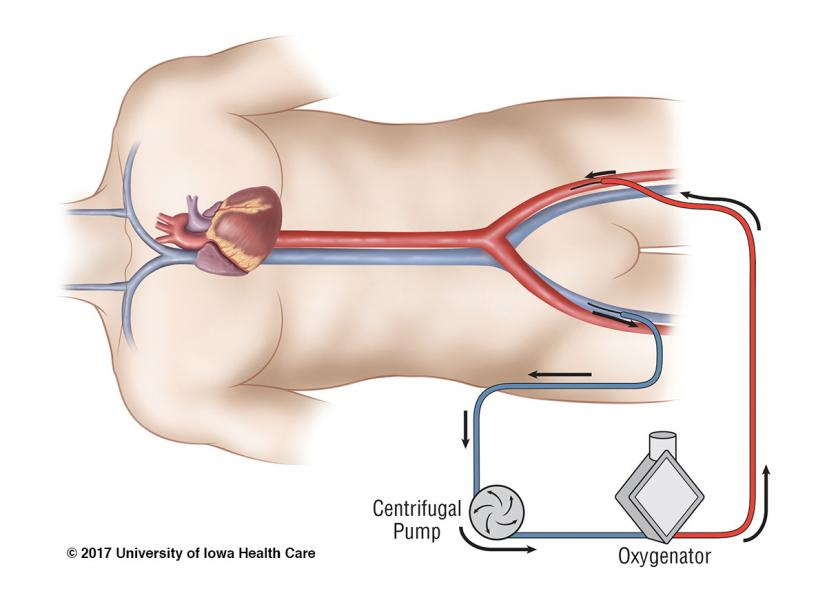 Centrifugal
Pump
Oxygenator
© 2017 University of Iowa Health Care